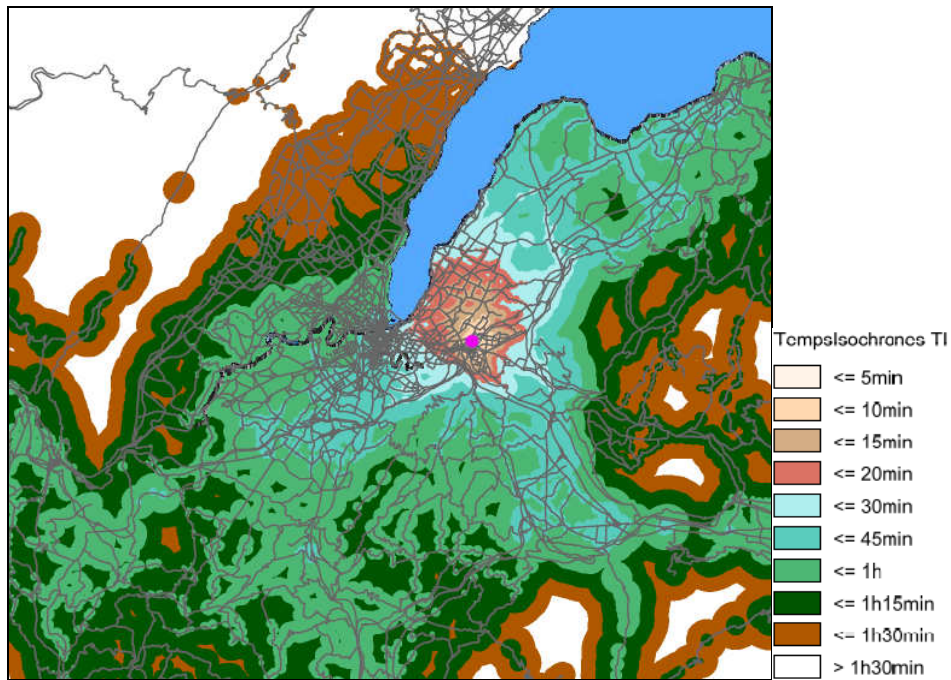 TempsIsochrones TI
<= 5min
<= 10min
<= 15min
<= 20min
<= 30min
<= 45min
<= 1h
<= 1h15min
<= 1h30min
> 1h30min